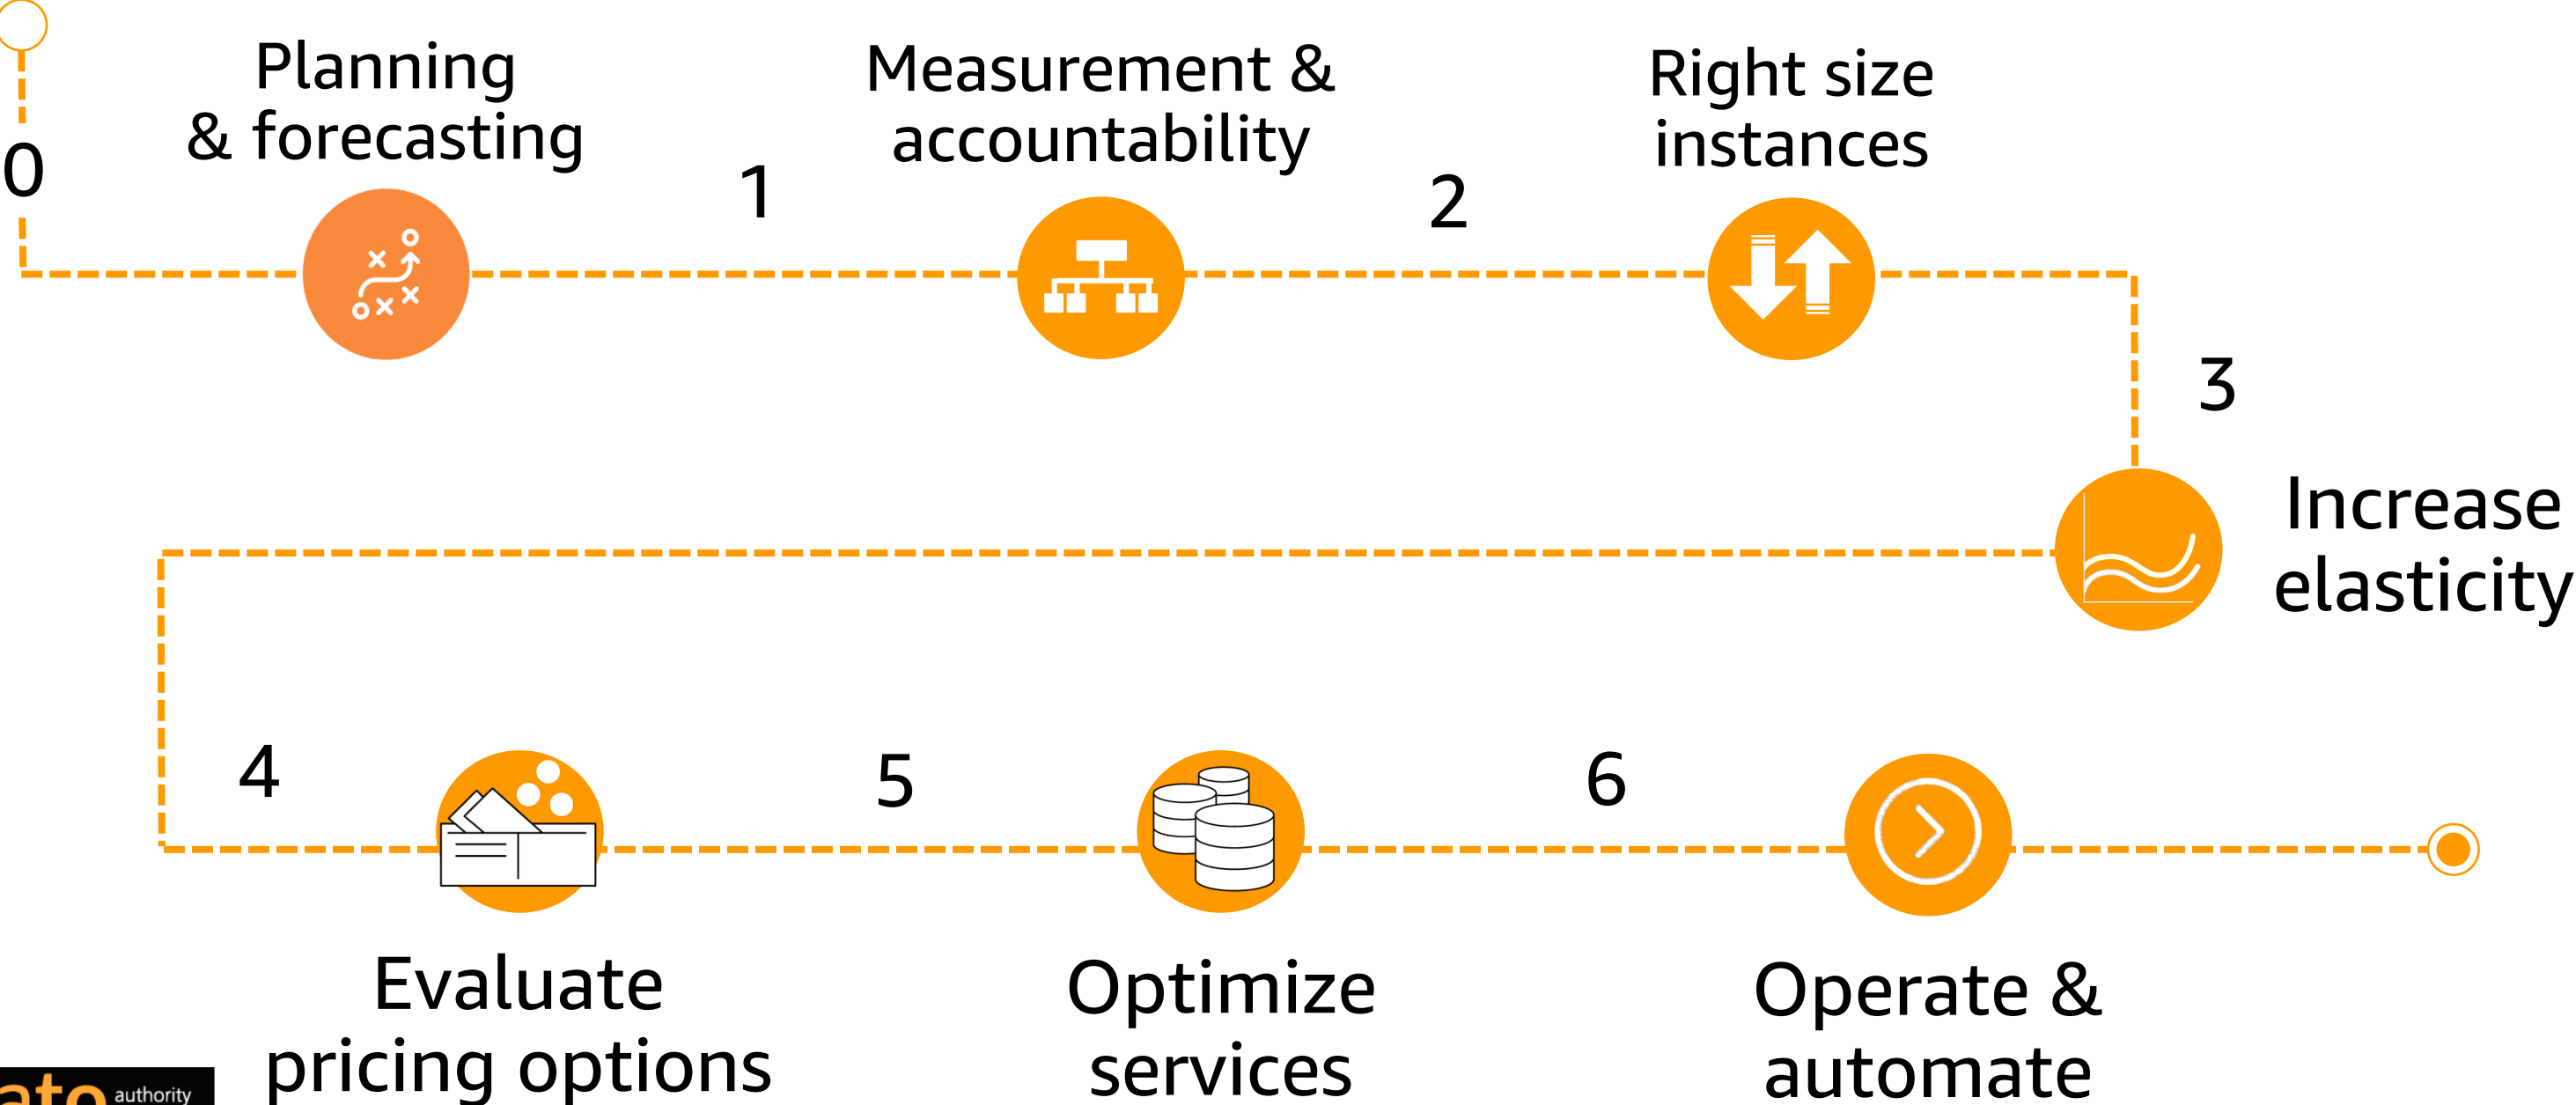 Planning
& forecasting
0
1
Measurement &
accountability
2
Right size
instances
3
Increase
elasticity
4
Evaluate
pricing options
5
Optimize
services
6
Operate &
automate
ato
authority